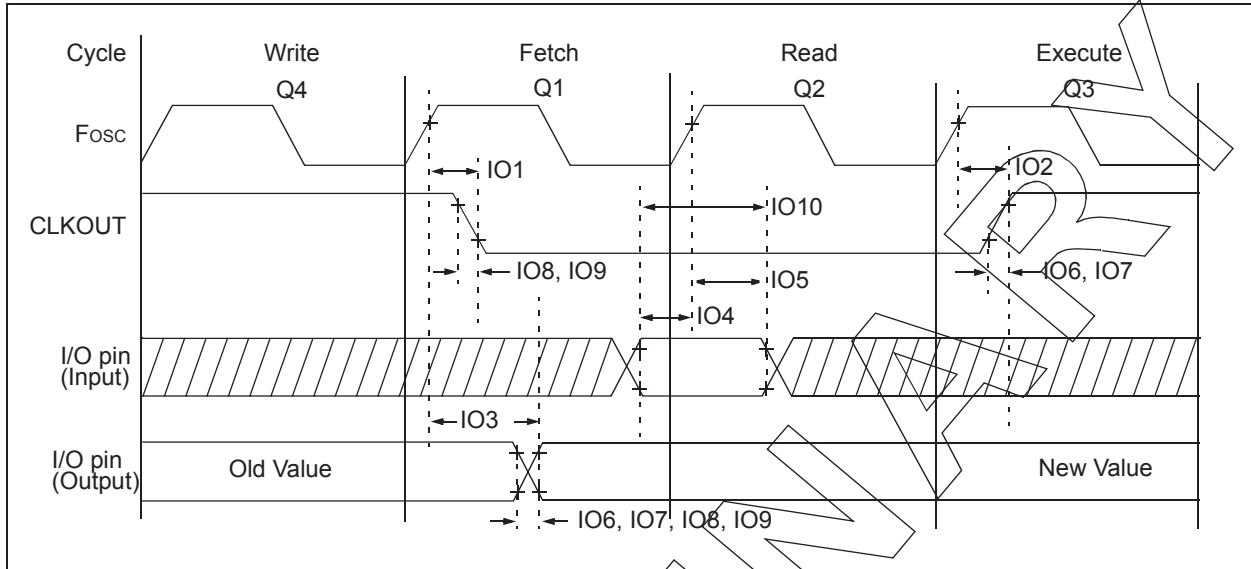 Cycle Write Fetch Read Execute
Q4 Q1 Q2 Q3
Fosc
IO1 IO2
CLKOUT
IO10
IO8, IO9 IO6, IO7
IO5
IO4
I/O pin
(Input)
IO3
I/O pin
(Output)
Old Value New Value
IO6, IO7, IO8, IO9